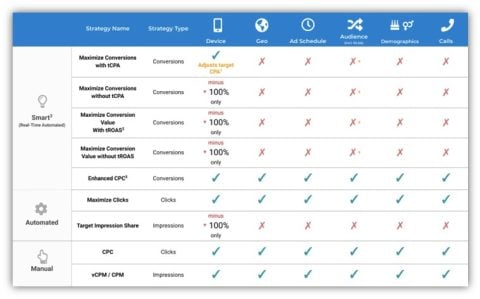 Strategy Name Strategy Type Device Geo Ad Schedule Audience Demographics Calls
Maximize Conversions
with tCPA
Conversions ✓ ✗ ✗ ✗ ✗ ✗
Adjusts target
CPA¹
Maximize Conversions
without tCPA
Conversions
minus
100%
only
✗ ✗ ✗ ✗ ✗
Smart²
(Real-Time Automated)
Maximize Conversion
Value
With tROAS³
Conversions
minus
100%
only
✗ ✗ ✗ ✗ ✗
Maximize Conversion
Value without tROAS
Conversions
minus
100%
only
✗ ✗ ✗ ✗ ✗
Enhanced CPC Conversions ✓ ✓ ✓ ✓ ✓ ✓
Automated
Maximize Clicks Clicks ✓ ✓ ✓ ✓ ✓ ✓
Target Impression Share Impressions
minus
100%
only
✗ ✗ ✗ ✗ ✗
Manual
CPC Clicks ✓ ✓ ✓ ✓ ✓ ✓
vCPM / CPM Impressions ✓ ✓ ✓ ✓ ✓ ✓